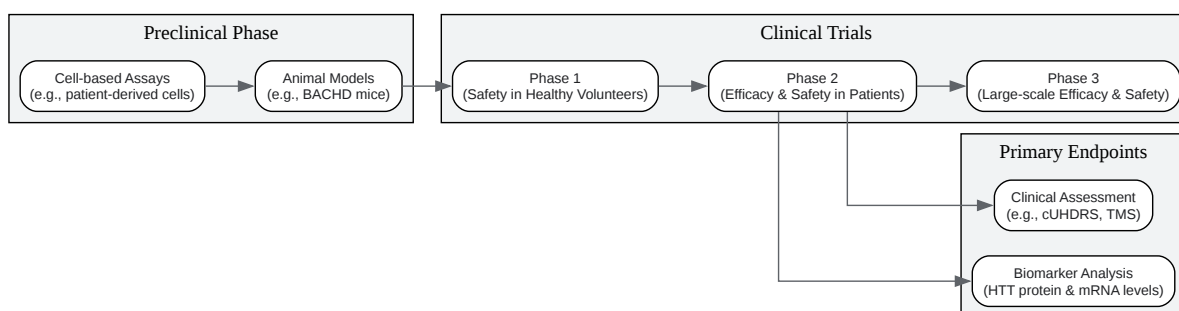 Preclinical Phase
Cell-based Assays
(e.g., patient-derived cells)
Animal Models
(e.g., BACHD mice)
Clinical Trials
Phase 1
(Safety in Healthy Volunteers)
Phase 2
(Efficacy & Safety in Patients)
Phase 3
(Large-scale Efficacy & Safety)
Primary Endpoints
Clinical Assessment
(e.g., cUHDRS, TMS)
Biomarker Analysis
(HTT protein & mRNA levels)